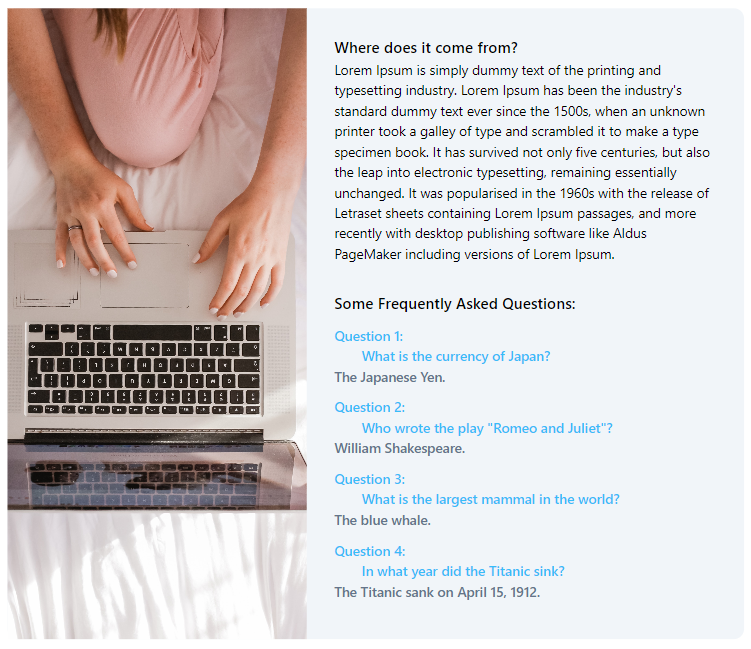 Where does it come from?
Lorem Ipsum is simply dummy text of the printing and
typesetting industry. Lorem Ipsum has been the industry's
standard dummy text ever since the 1500s, when an unknown
printer took a galley of type and scrambled it to make a type
specimen book. It has survived not only five centuries, but also
the leap into electronic typesetting, remaining essentially
unchanged. It was popularised in the 1960s with the release of
Letraset sheets containing Lorem Ipsum passages, and more
recently with desktop publishing software like Aldus
PageMaker including versions of Lorem Ipsum.
Some Frequently Asked Questions:
Question 1:
What is the currency of Japan?
The Japanese Yen.
Question 2:
Who wrote the play "Romeo and Juliet"?
William Shakespeare.
Question 3:
What is the largest mammal in the world?
The blue whale.
Question 4:
In what year did the Titanic sink?
The Titanic sank on April 15, 1912.